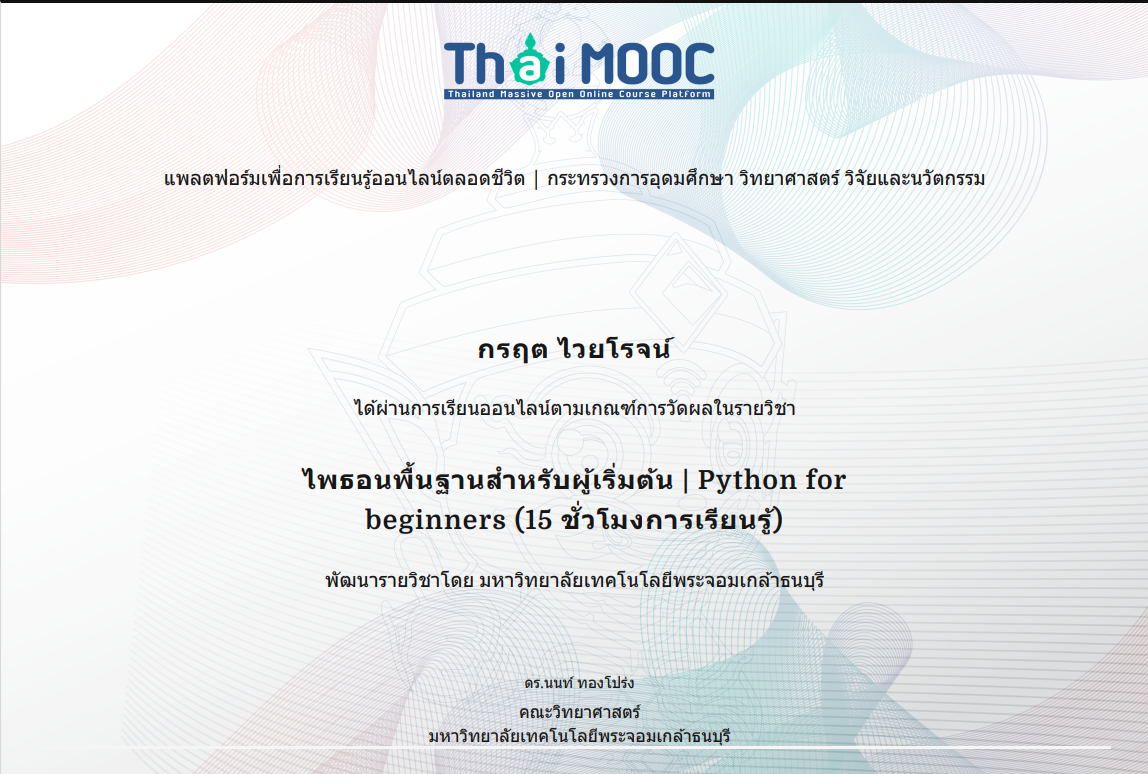 Thai MOOC
Thailand Massive Open Online Course Platform
แพลตฟอร์มเพื่อการเรียนรู้ออนไลน์ตลอดชีวิต | กระทรวงการอุดมศึกษา วิทยาศาสตร์ วิจัยและนวัตกรรม
กรฤต ไวยโรจน์
ได้ผ่านการเรียนออนไลน์ตามเกณฑ์การวัดผลในรายวิชา
ไพธอนพื้นฐานสำหรับผู้เริ่มต้น | Python for
beginners (15 ชั่วโมงการเรียนรู้)
พัฒนารายวิชาโดย มหาวิทยาลัยเทคโนโลยีพระจอมเกล้าธนบุรี
ดร.นนท์ ทองโปร่ง
คณะวิทยาศาสตร์
มหาวิทยาลัยเทคโนโลยีพระจอมเกล้าธนบุรี